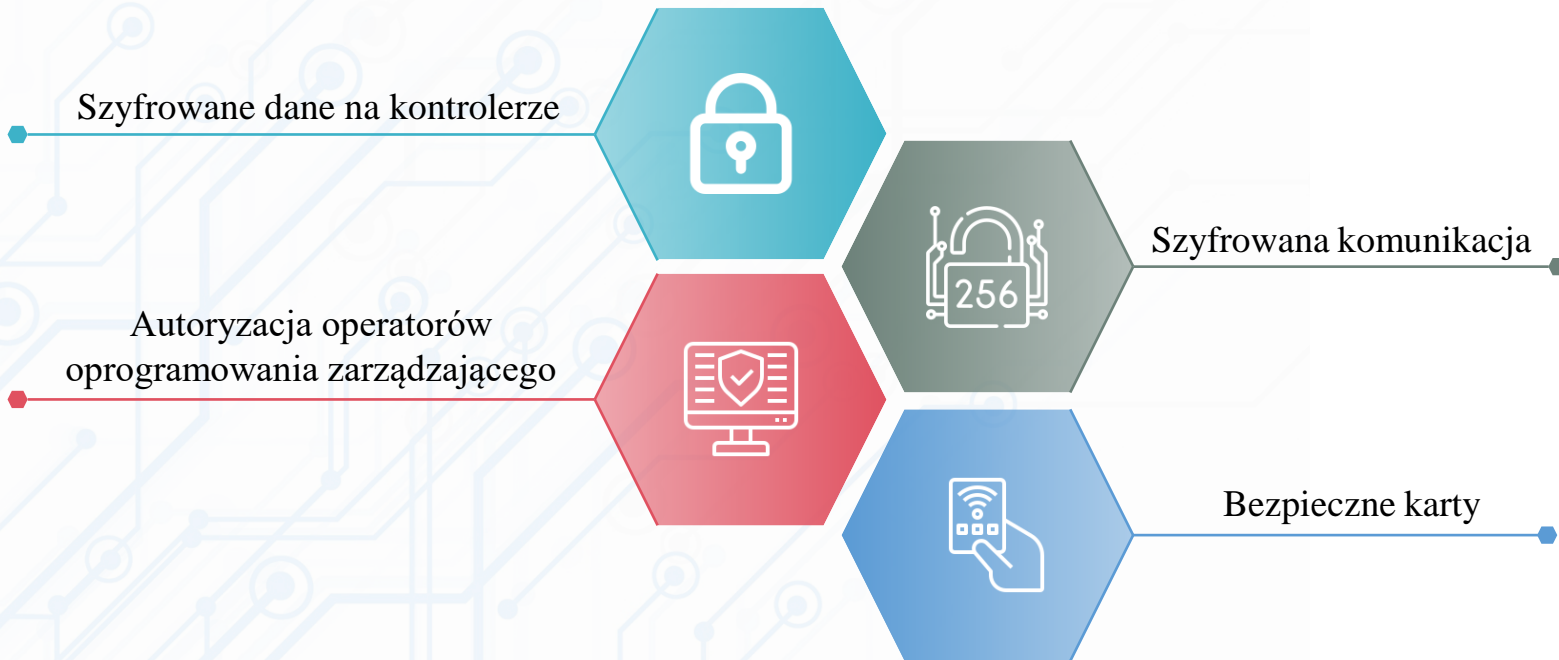 Szyfrowane dane na kontrolerze
Szyfrowana komunikacja
256
Autoryzacja operatorów
oprogramowania zarządzającego
Bezpieczne karty